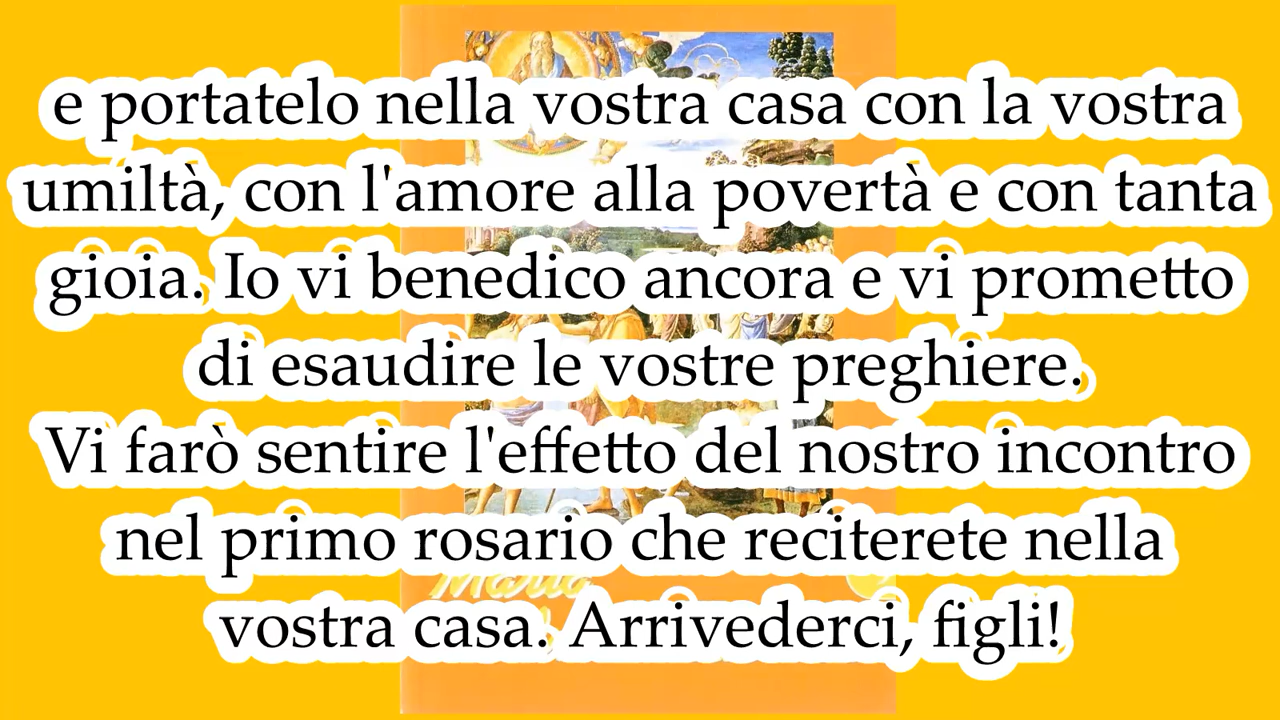 e portatelo nella vostra casa con la vostra
umiltà, con l'amore alla povertà e con tanta
gioia. Io vi benedico ancora e vi prometto
di esaudire le vostre preghiere.
Vi farò sentire l'effetto del nostro incontro
nel primo rosario che reciterete nella
vostra casa. Arrivederci, figli!
Maria